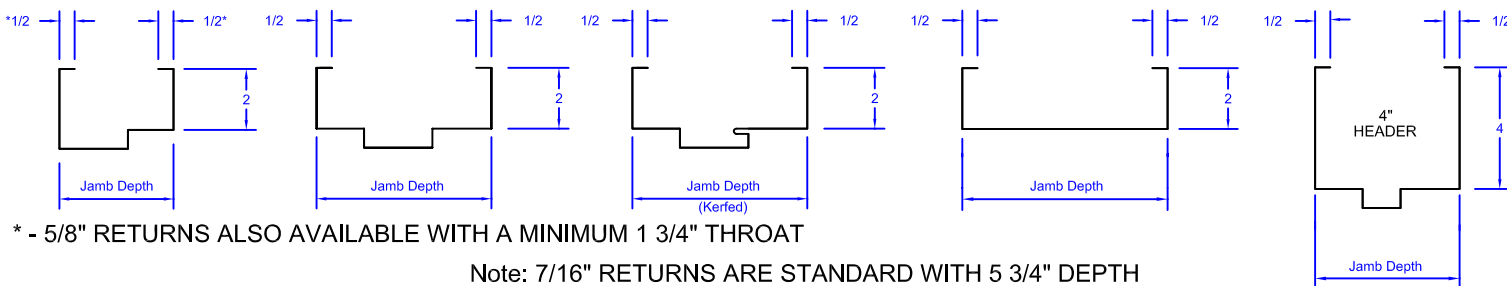 *1/2 1/2* 1/2 1/2 1/2 1/2 1/2 1/2 1/2 1/2
2 2 2 2 4
4"
HEADER
Jamb Depth Jamb Depth Jamb Depth Jamb Depth
(Kerfed)
* - 5/8" RETURNS ALSO AVAILABLE WITH A MINIMUM 1 3/4" THROAT
Note: 7/16" RETURNS ARE STANDARD WITH 5 3/4" DEPTH
Jamb Depth